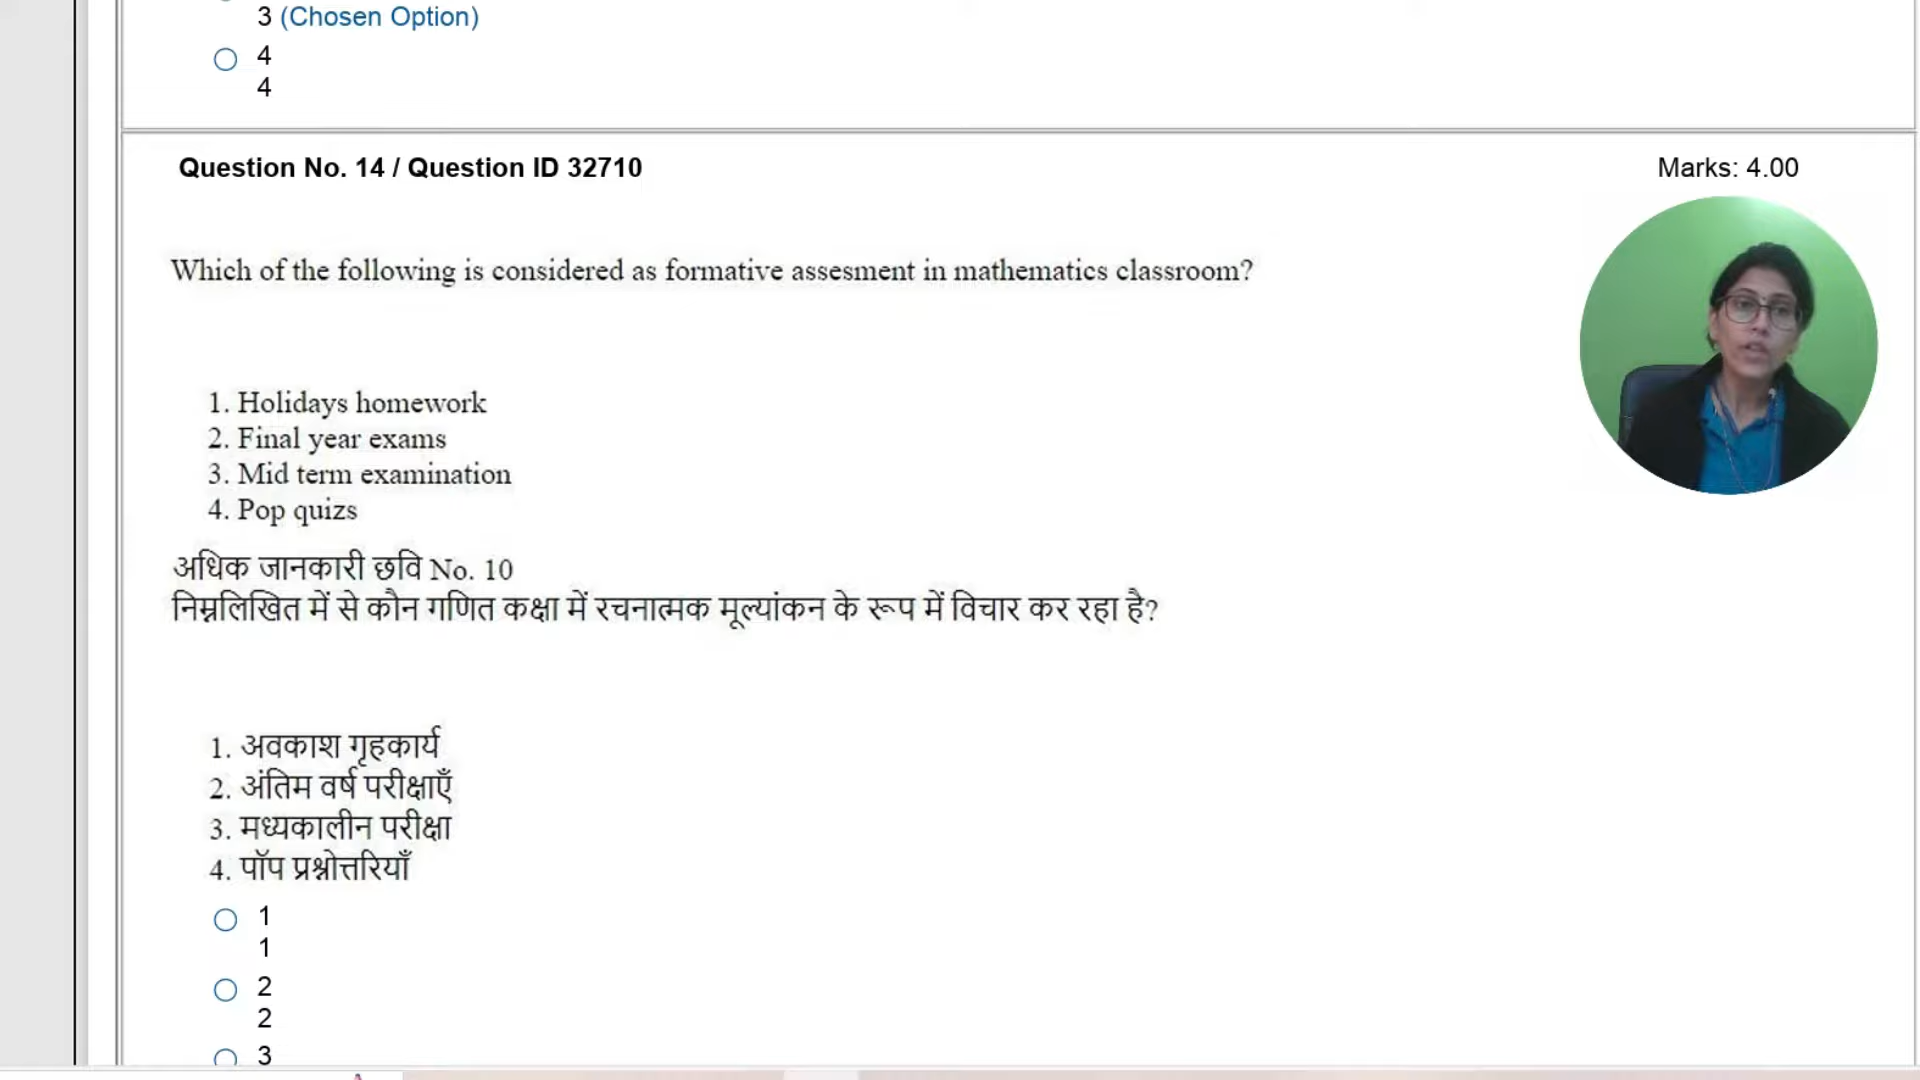 3 (Chosen Option)
4
4
Question No. 14 / Question ID 32710
Marks: 4.00
Which of the following is considered as formative assesment in mathematics classroom?
1. Holidays homework
2. Final year exams
3. Mid term examination
4. Pop quizs
अधिक जानकारी छवि No. 10
निम्नलिखित में से कौन गणित कक्षा में रचनात्मक मूल्यांकन के रूप में विचार कर रहा है?
1. अवकाश गृहकार्य
2. अंतिम वर्ष परीक्षाएँ
3. मध्यकालीन परीक्षा
4. पॉप प्रश्नोत्तरियाँ
1
1
2
2
3